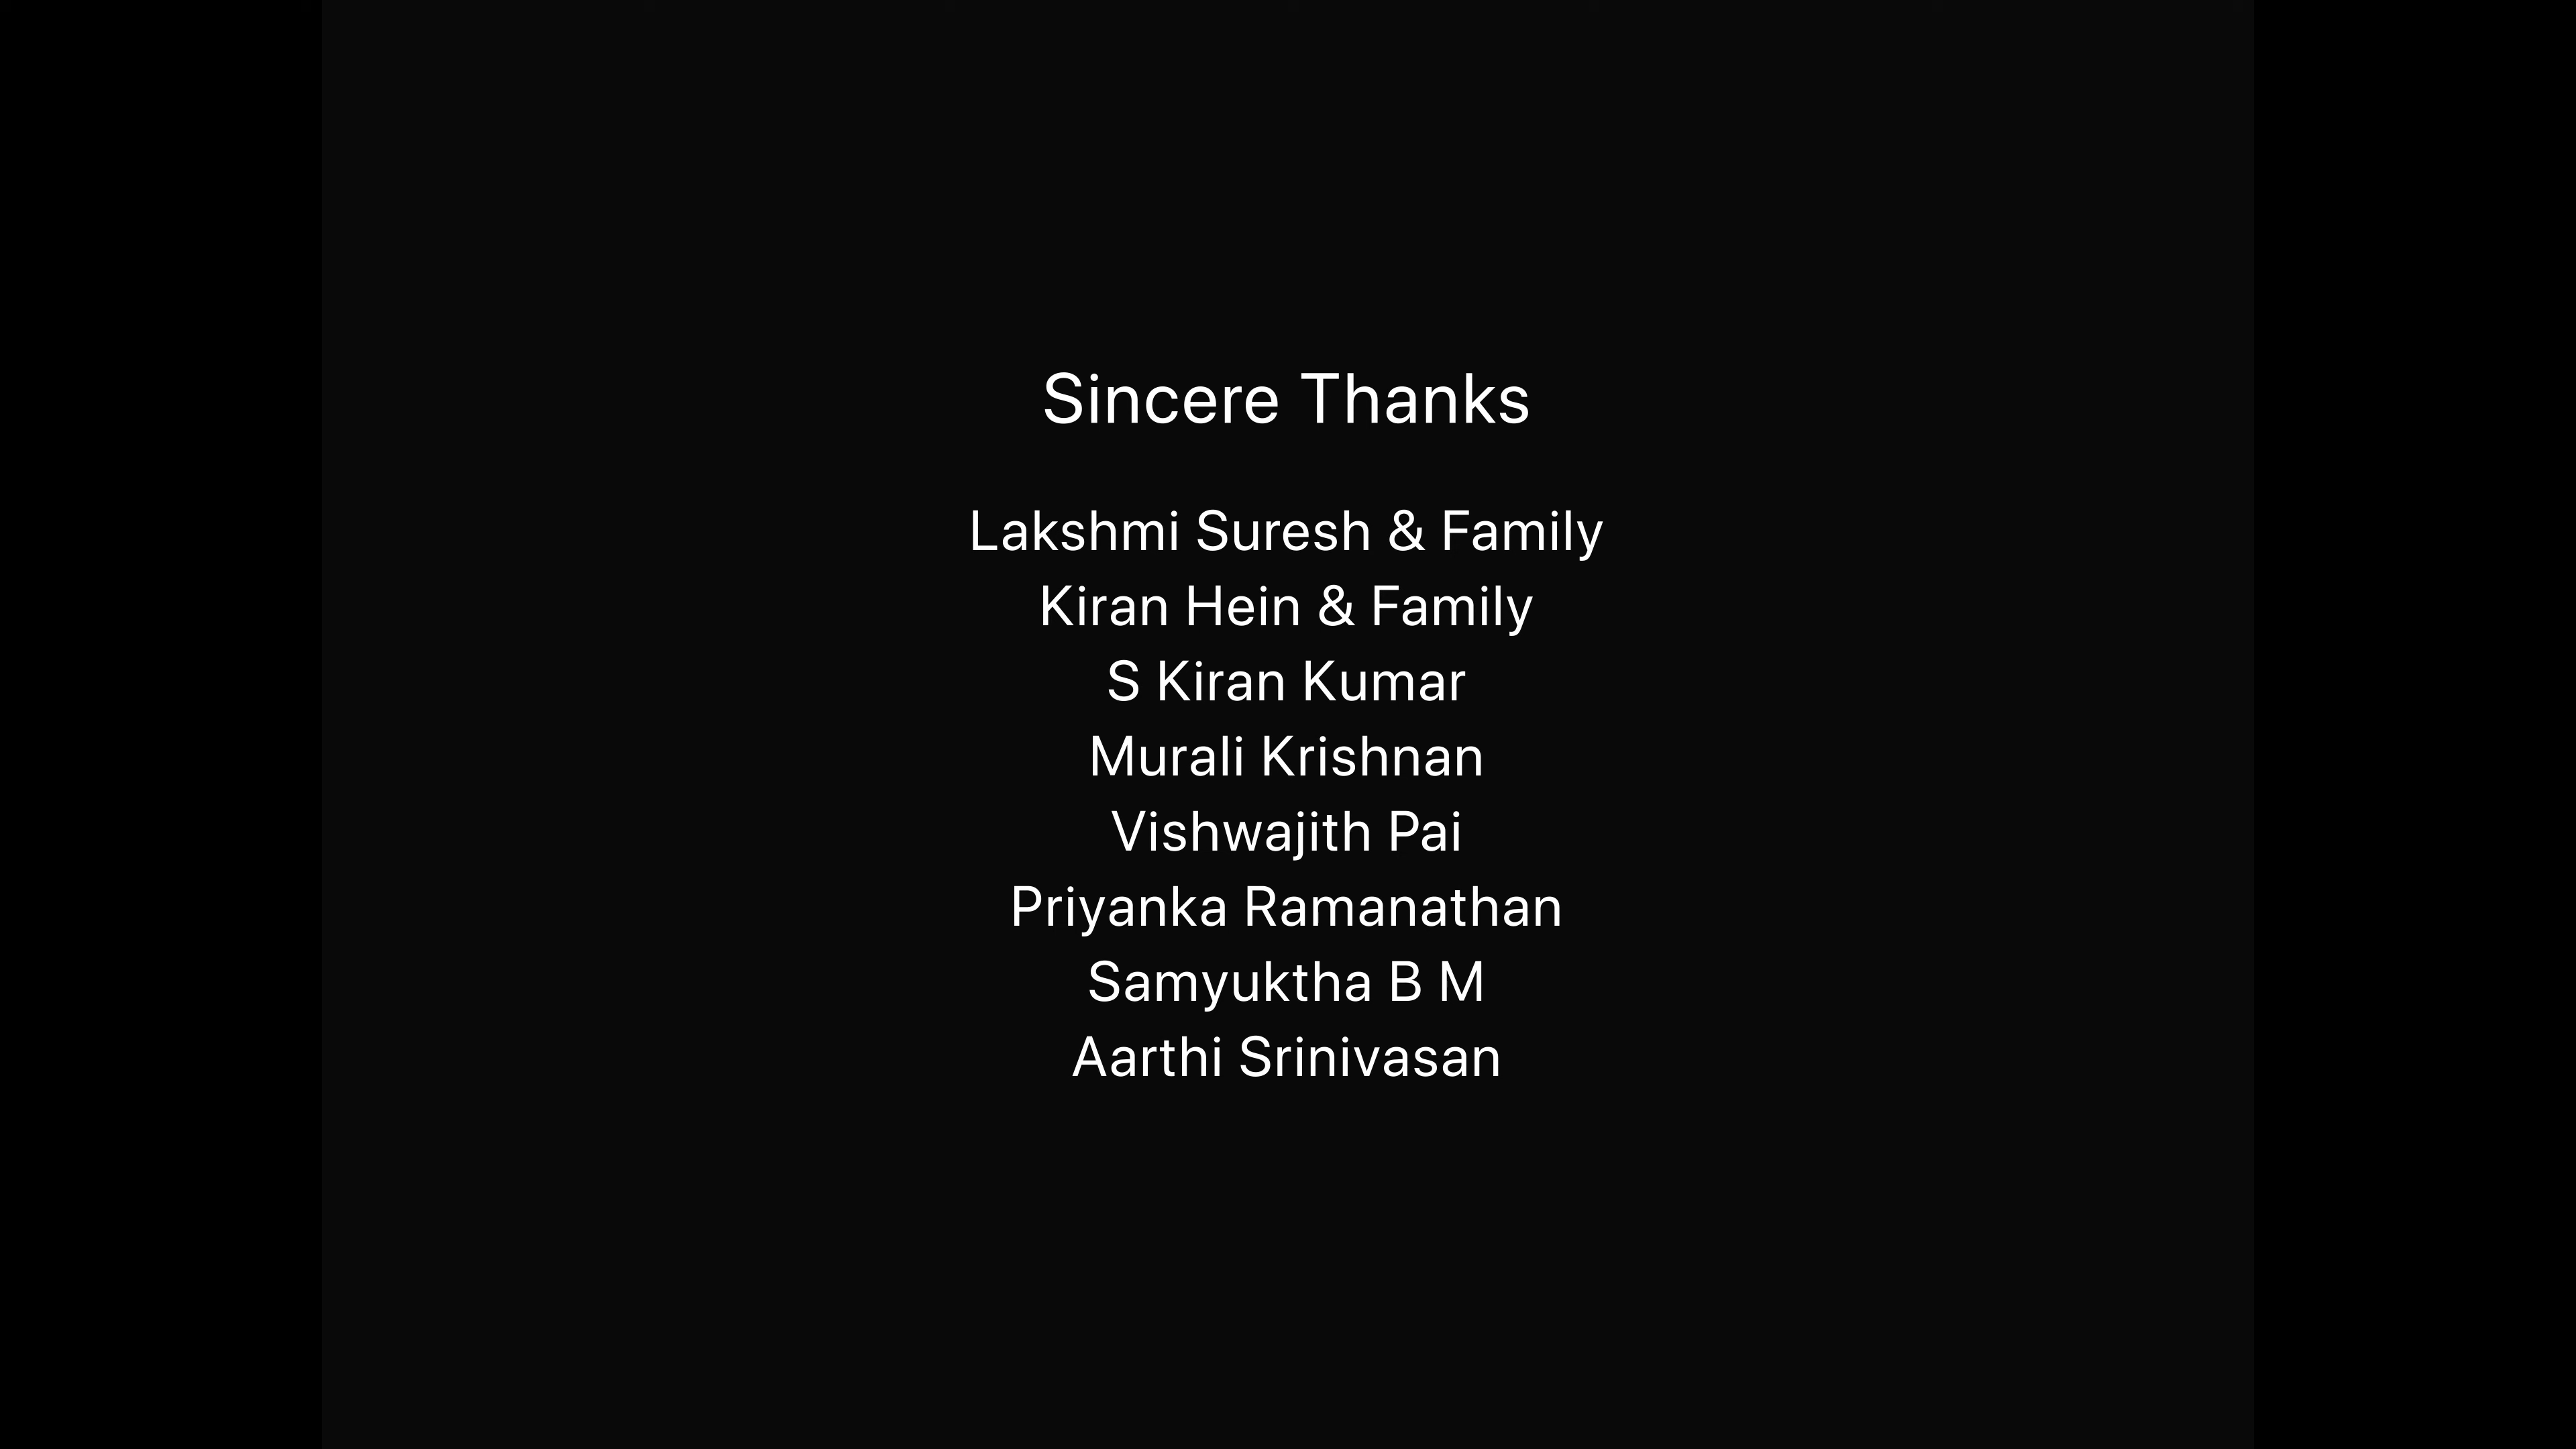 Sincere Thanks
Lakshmi Suresh & Family
Kiran Hein & Family
S Kiran Kumar
Murali Krishnan
Vishwajith Pai
Priyanka Ramanathan
Samyuktha B M
Aarthi Srinivasan